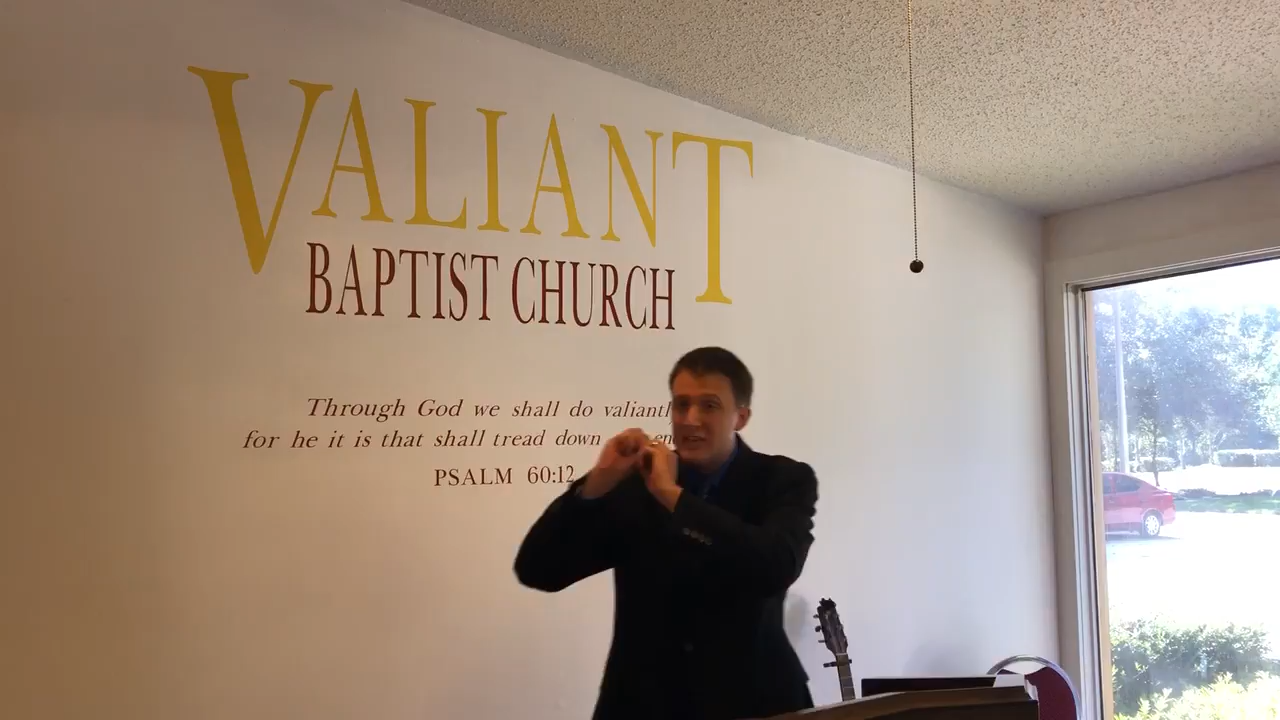 VALIANT
BAPTIST CHURCH
Through God we shall do
for he it is that shall tread down
PSALM 60:12